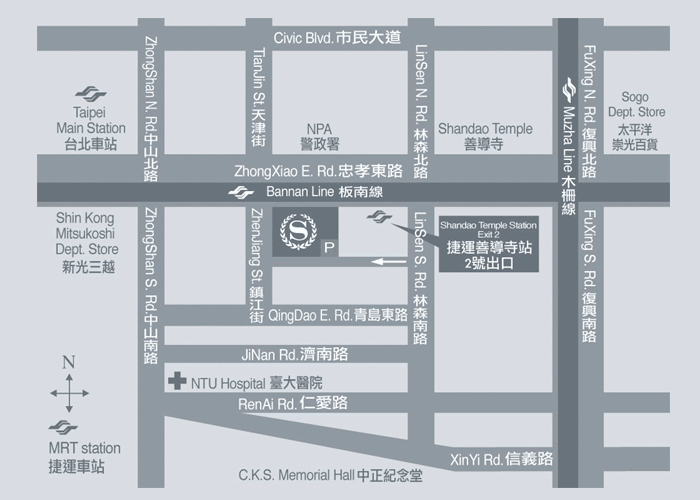 Civic Blvd. 市民大道
ZhongShan N. Rd. 中山北路
TianJin St. 天津街
LinSen N. Rd. 林森北路
FuXing N. Rd. 復興北路
Muzha Line 木柵線
Taipei
Main Station
台北車站
NPA
警政署
Shandao Temple
善導寺
Sogo
Dept. Store
太平洋
崇光百貨
ZhongXiao E. Rd. 忠孝東路
Bannan Line 板南線
Shin Kong
Mitsukoshi
Dept. Store
新光三越
ZhongShan S. Rd. 中山南路
ZhenJiang St. 鎮江街
S
P
LinSen S. Rd. 林森南路
Shandao Temple Station
Exit 2
捷運善導寺站
2號出口
FuXing S. Rd. 復興南路
QingDao E. Rd. 青島東路
JiNan Rd. 濟南路
NTU Hospital 臺大醫院
RenAi Rd. 仁愛路
N
MRT station
捷運車站
XinYi Rd. 信義路
C.K.S. Memorial Hall 中正紀念堂